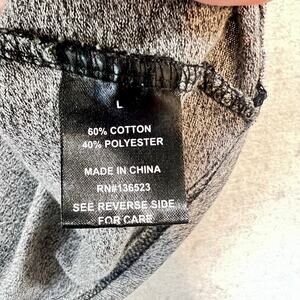 L
60% COTTON
40% POLYESTER
MADE IN CHINA
RN#136523
SEE REVERSE SIDE
FOR CARE